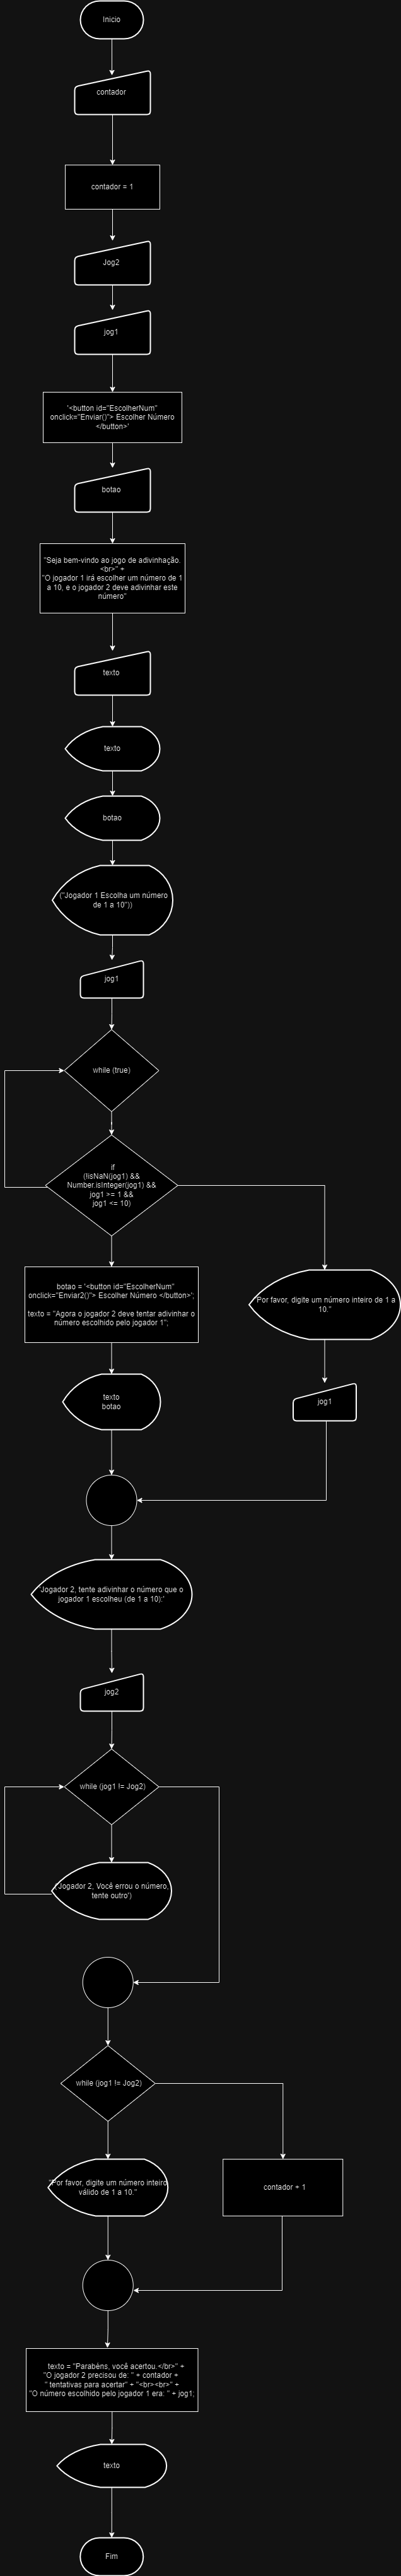 Inicio
contador
contador = 1
Jog2
jog1
'<button id="EscolherNum"
onclick="Enviar()"> Escolher Número
</button>'
botao
"Seja bem-vindo ao jogo de adivinhação.
<br>" +
"O jogador 1 irá escolher um número de 1
a 10, e o jogador 2 deve adivinhar este
número"
texto
texto
botao
("Jogador 1 Escolha um número
de 1 a 10"))
jog1
while (true)
if
(!isNaN(jog1) &&
Number.isInteger(jog1) &&
jog1 >= 1 &&
jog1 <= 10)
botao = '<button id="EscolherNum"
onclick="Enviar2()"> Escolher Número </button>';
texto = "Agora o jogador 2 deve tentar adivinhar o
número escolhido pelo jogador 1";
"Por favor, digite um número inteiro de 1 a
10."
texto
botao
jog1
Jogador 2, tente adivinhar o número que o
jogador 1 escolheu (de 1 a 10):'
jog2
while (jog1 != Jog2)
('Jogador 2, Você errou o número,
tente outro')
while (jog1 != Jog2)
"Por favor, digite um número inteiro
válido de 1 a 10."
contador + 1
texto = "Parabéns, você acertou.</br>" +
"O jogador 2 precisou de: " + contador +
" tentativas para acertar" + "<br><br>" +
"O número escolhido pelo jogador 1 era: " + jog1;
texto
Fim